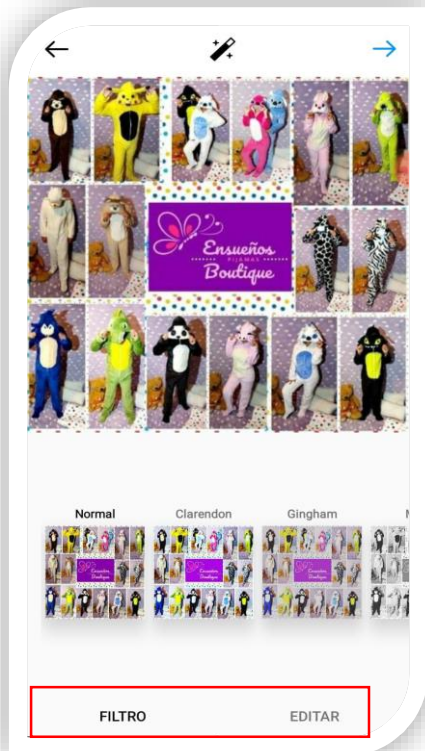 Ensueños
PIJAMAS
Boutique
Normal
Clarendon
Gingham
M
FILTRO
EDITAR